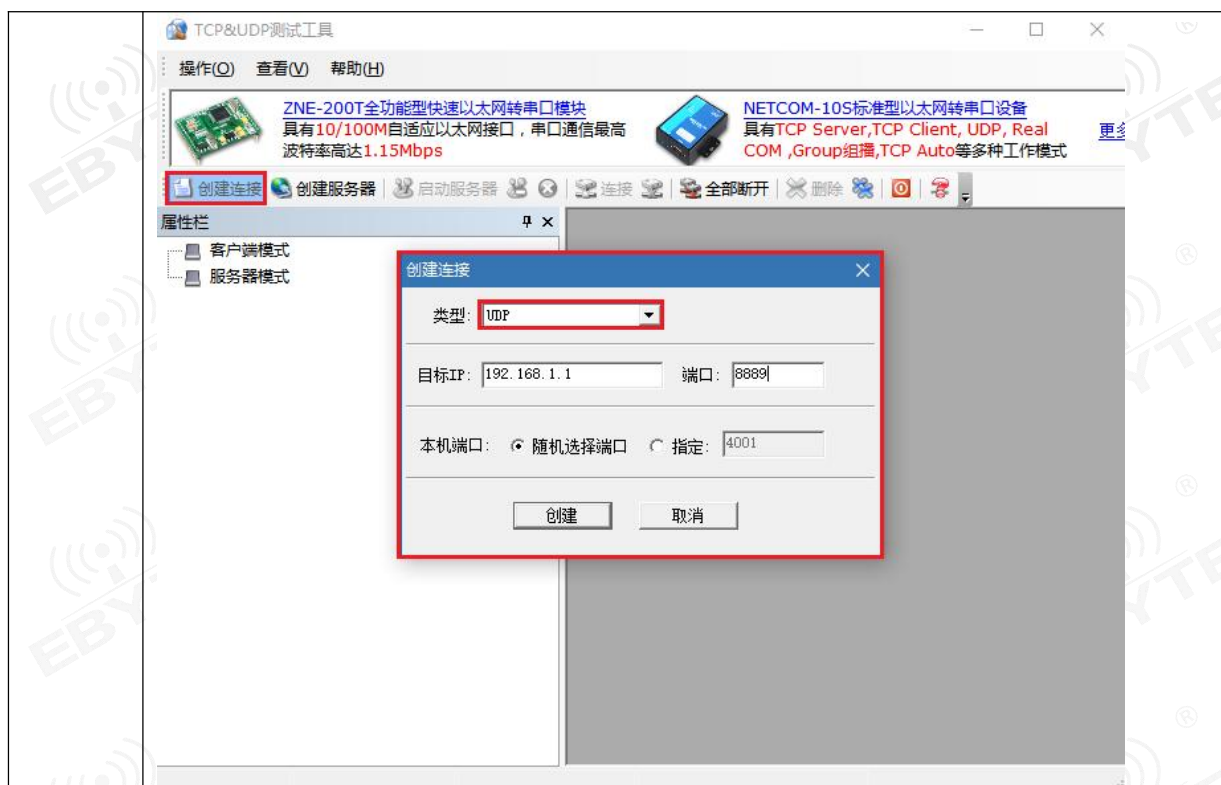 TCP&UDP测试工具
操作(O) 查看(V) 帮助(H)
ZNE-200T全功能型快速以太网转串口模块
具有10/100M自适应以太网接口，串口通信最高
波特率高达1.15Mbps
NETCOM-10S标准型以太网转串口设备
具有TCP Server,TCP Client, UDP, Real
COM ,Group组播,TCP Auto等多种工作模式
创建连接 创建服务器 启动服务器 连接 全部断开 删除
属性栏
客户端模式
服务器模式
创建连接
类型: UDP
目标IP: 192.168.1.1 端口: 8889
本机端口: 随机选择端口 指定: 4001
创建 取消
EBYTE
EBYTE
EBYTE